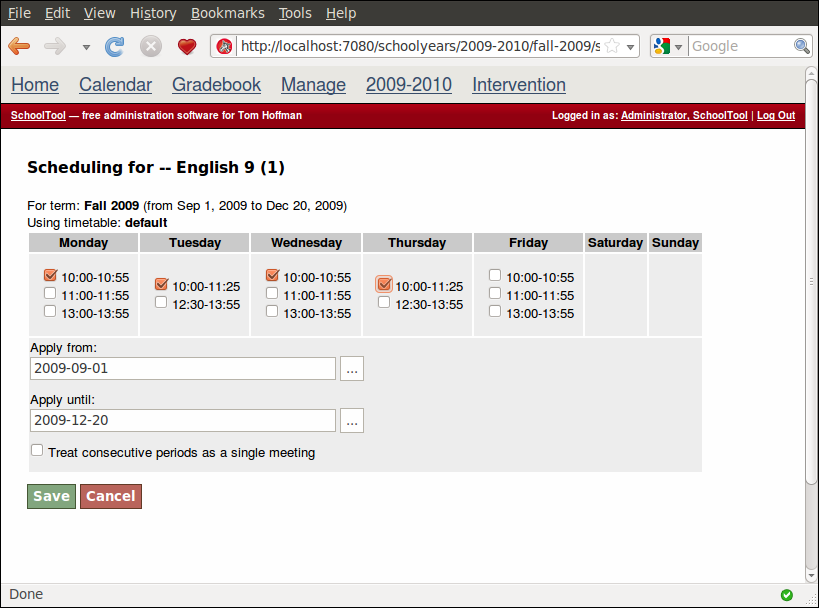 File Edit View History Bookmarks Tools Help
http://localhost:7080/schoolyears/2009-2010/fall-2009/s Google
Home Calendar Gradebook Manage 2009-2010 Intervention
SchoolTool — free administration software for Tom Hoffman Logged in as: Administrator, SchoolTool | Log Out
Scheduling for -- English 9 (1)
For term: Fall 2009 (from Sep 1, 2009 to Dec 20, 2009)
Using timetable: default
Monday Tuesday Wednesday Thursday Friday Saturday Sunday
10:00-10:55 10:00-11:25 10:00-10:55 10:00-11:25 10:00-10:55
11:00-11:55 12:30-13:55 11:00-11:55 12:30-13:55 11:00-11:55
13:00-13:55 13:00-13:55 13:00-13:55
Apply from:
2009-09-01 ...
Apply until:
2009-12-20 ...
Treat consecutive periods as a single meeting
Save Cancel
Done